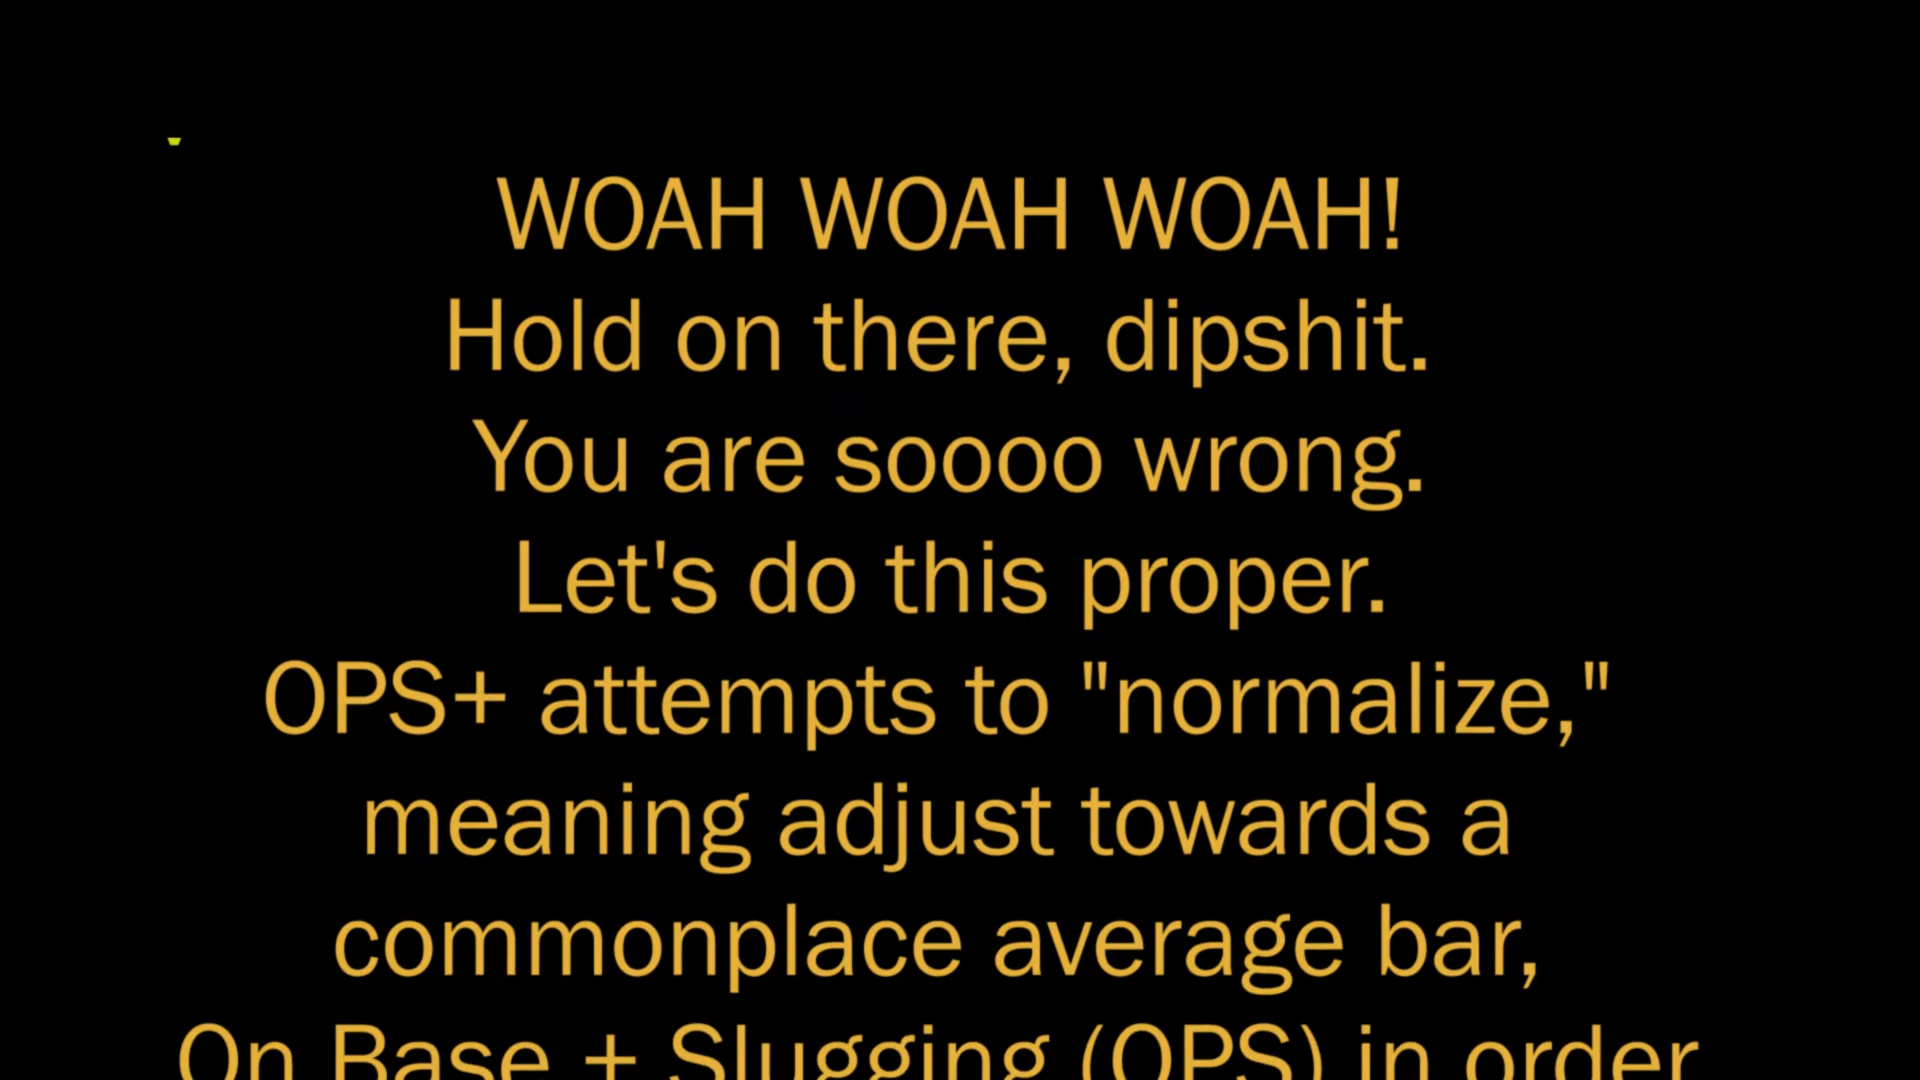 WOAH WOAH WOAH!
Hold on there, dipshit.
You are soooo wrong.
Let's do this proper.
OPS+ attempts to "normalize,"
meaning adjust towards a
commonplace average bar,
On Base + Slugging (OPS) in order